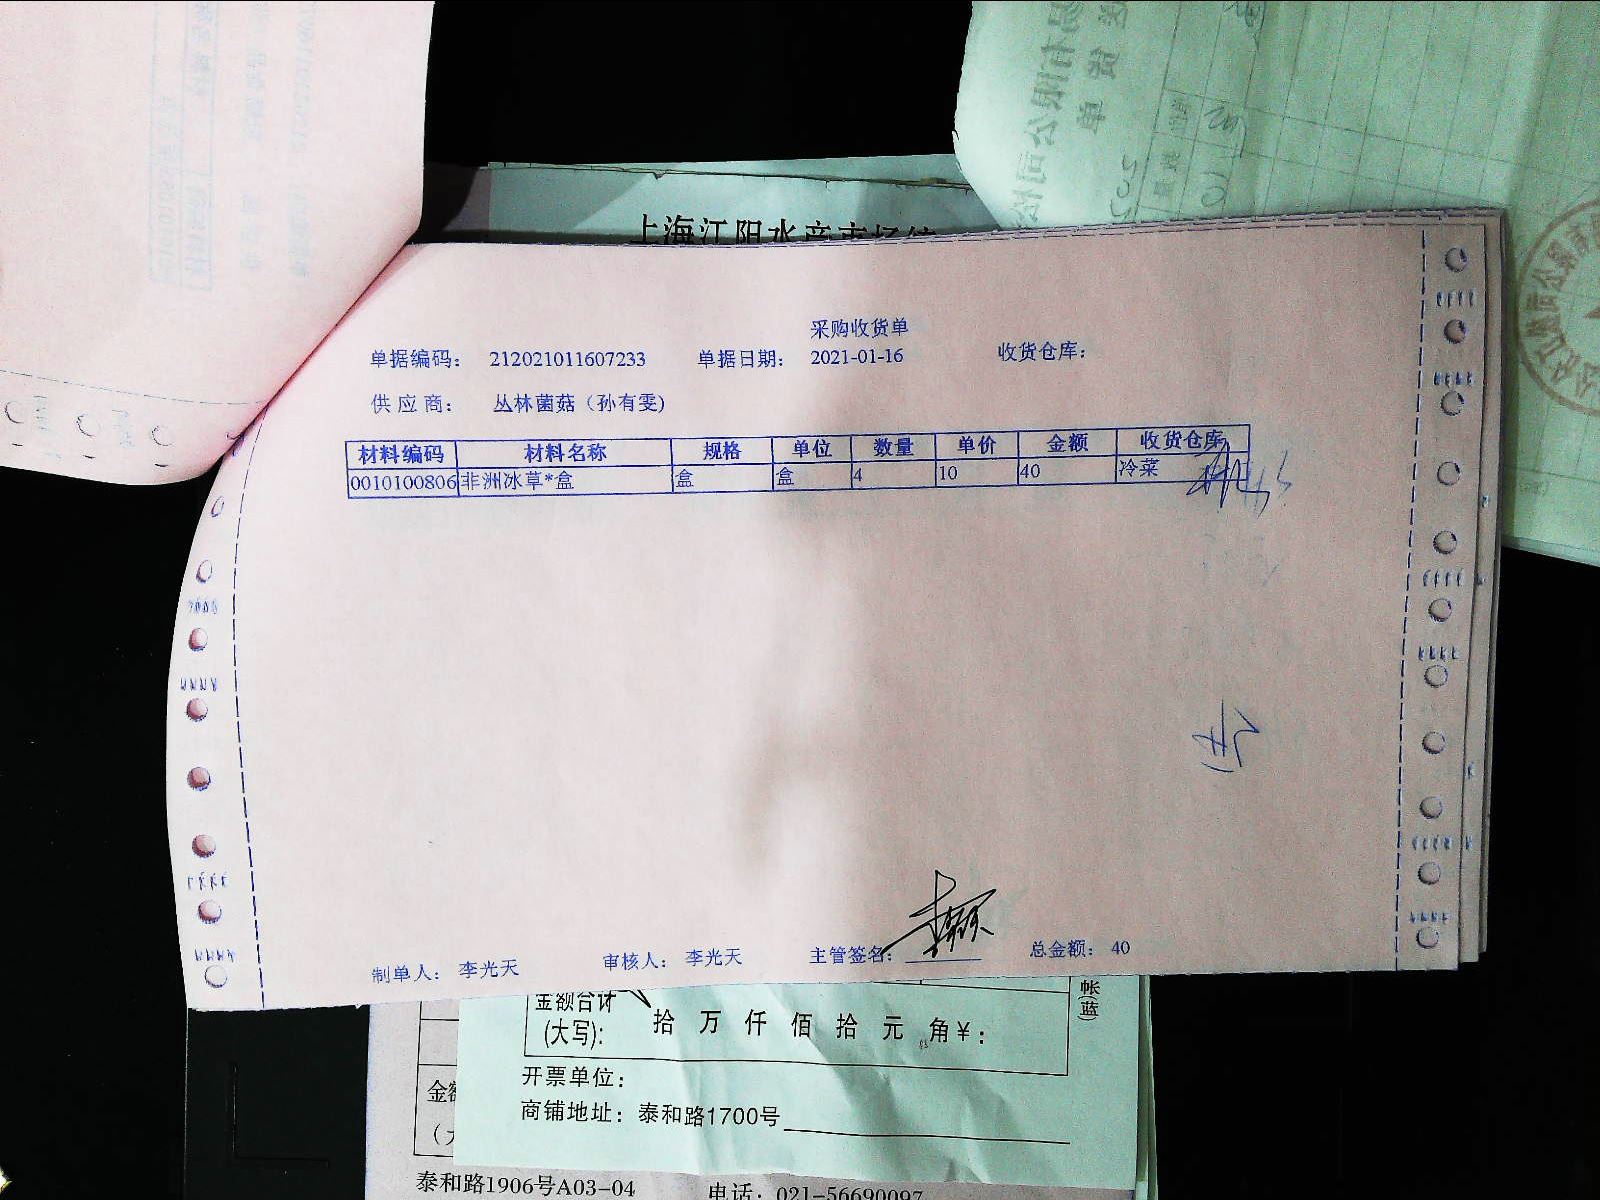 上海江阳水产市场统
采购收货单
单据编码： 212021011607233 单据日期： 2021-01-16 收货仓库：
供 应 商： 丛林菌菇（孙有雯)
材料编码 材料名称 规格 单位 数量 单价 金额 收货仓库
0010100806 非洲冰草*盒 盒 盒 4 10 40 冷菜
制单人： 李光天 审核人： 李光天 主管签名： 总金额： 40
帐(蓝)
金额合计
(大写): 拾 万 仟 佰 拾 元 角￥:
开票单位：
商铺地址：泰和路1700号
泰和路1906号A03-04 电话：021-56690097